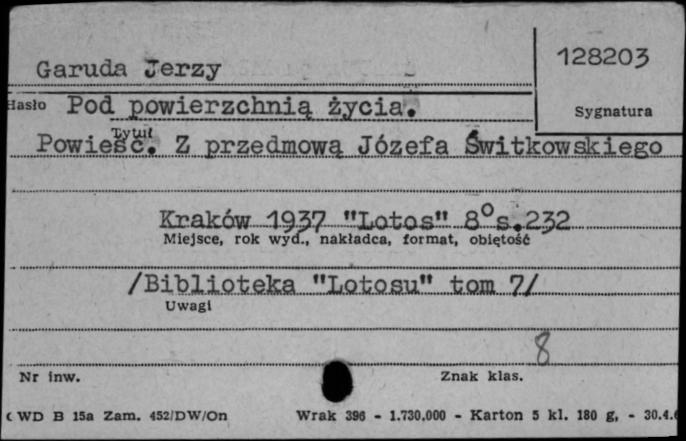 Garuda Jerzy
128203
Hasło Pod powierzchnią życia.
Sygnatura
Tytuł
Powieść. Z przedmową Józefa Świtkowskiego
Kraków 1937 "Lotos" 8°s.232
Miejsce, rok wyd., nakładca, format, objętość
/Biblioteka "Lotosu" tom 7/
Uwagi
8
Nr inw.
Znak klas.
CWD B 15a Zam. 452/DW/On Wrak 396 - 1.730.000 - Karton 5 kl. 180 g, - 30.4.